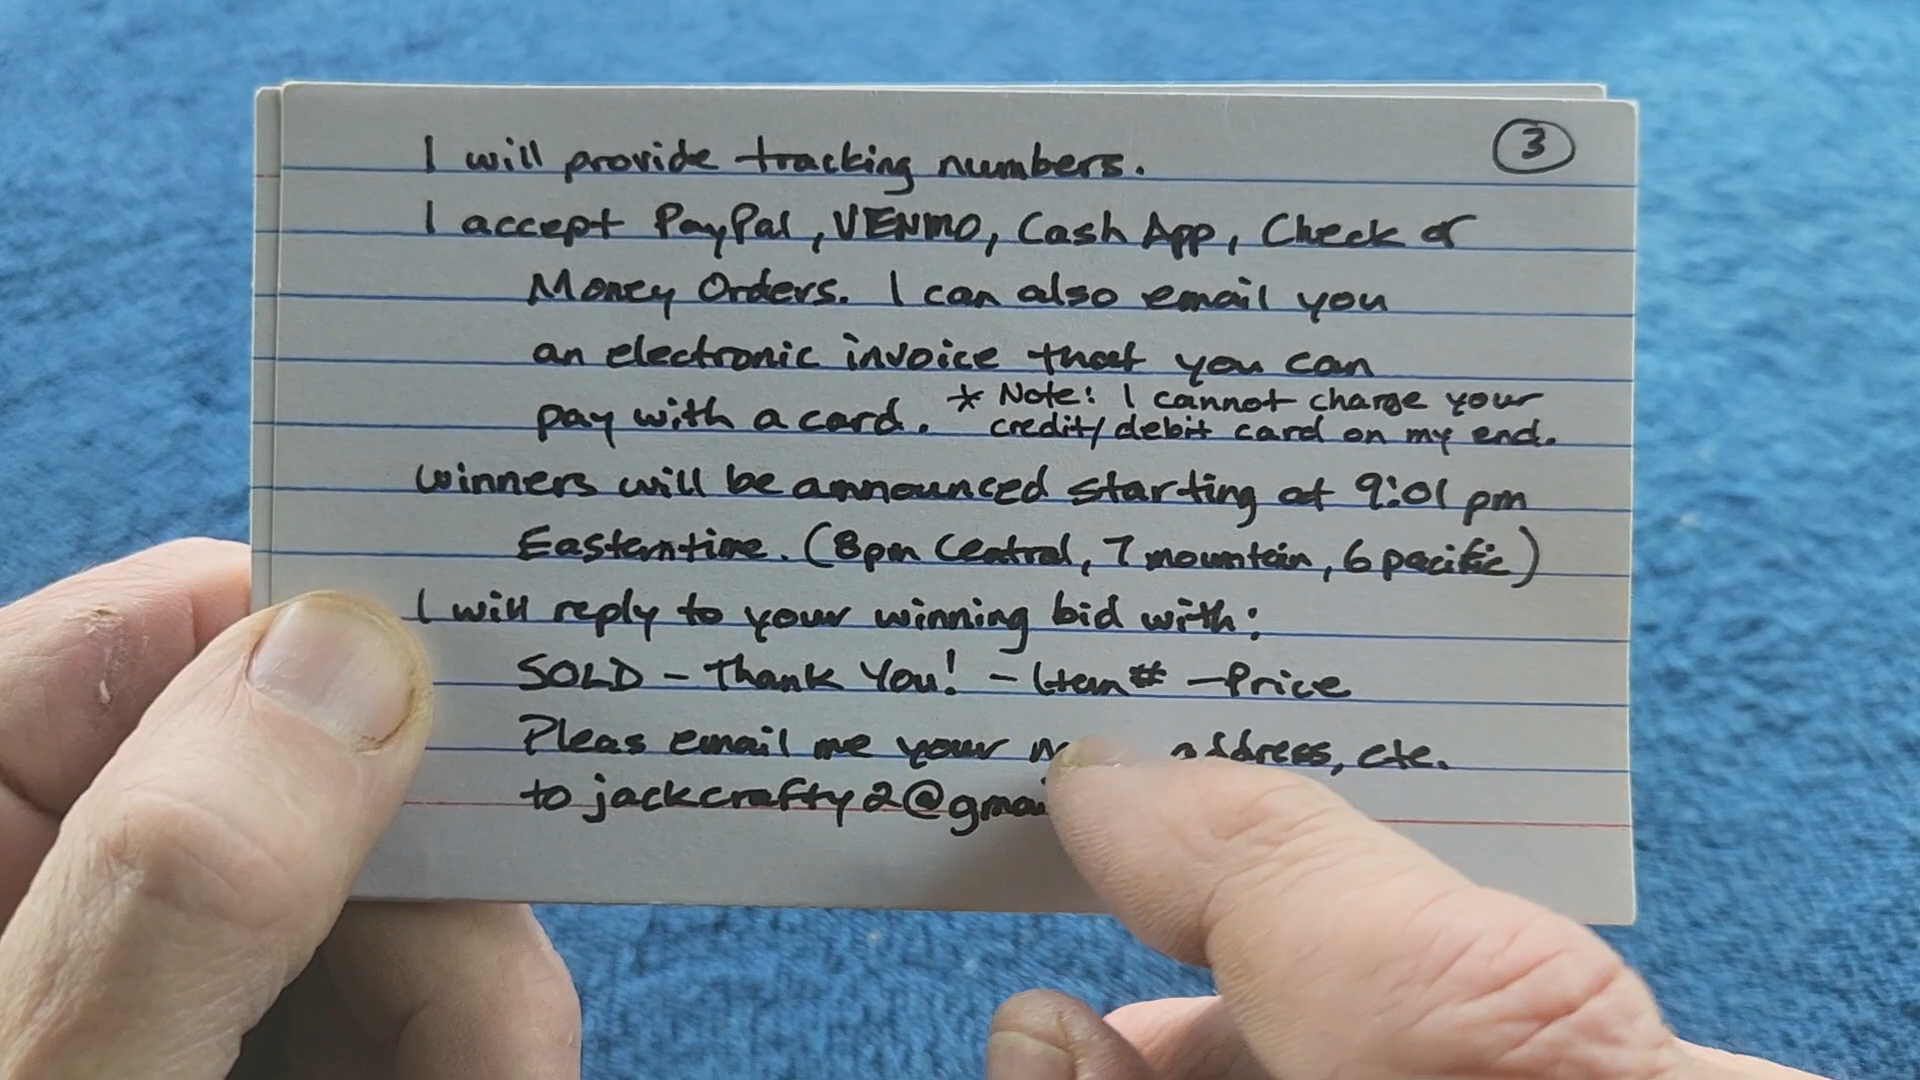 3
I will provide tracking numbers.
I accept PayPal, VENMO, Cash App, Check or
Money Orders. I can also email you
an electronic invoice that you can
pay with a card. * Note: I cannot charge your
credit/debit card on my end.
Winners will be announced starting at 9:01 pm
Eastern time. (8pm Central, 7 mountain, 6 pacific)
I will reply to your winning bid with:
SOLD - Thank You! - Item # - Price
Pleas email me your address, etc.
to jackcrafty2@gmai